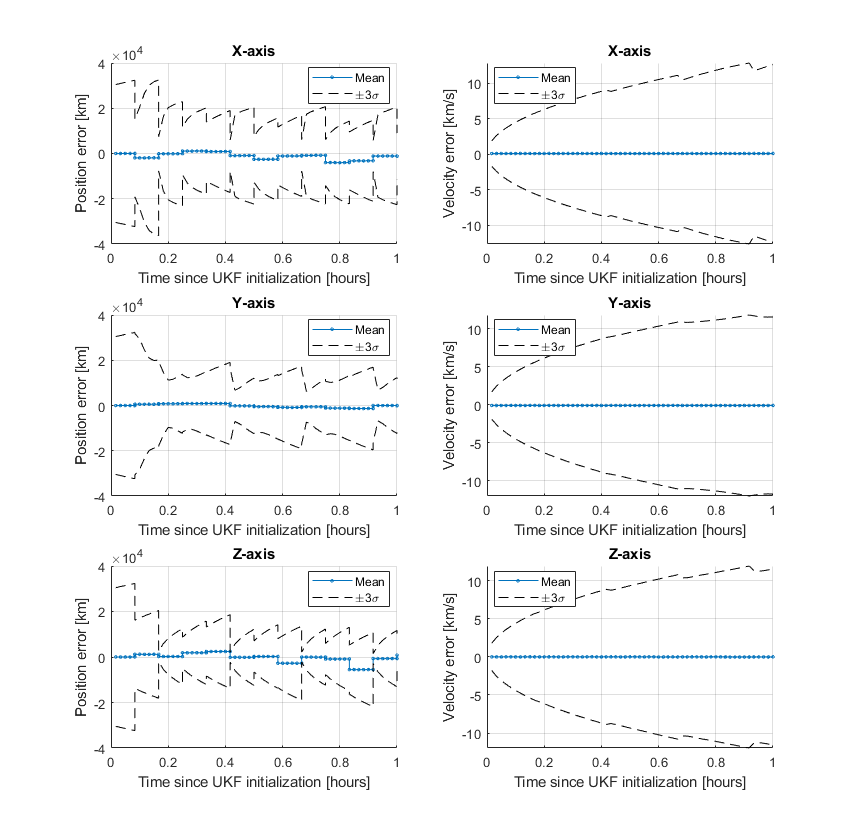 X-axis
×10⁴
Position error [km]
4
2
0
-2
-4
0
0.2
0.4
0.6
0.8
1
Time since UKF initialization [hours]
Mean
±3σ
X-axis
Velocity error [km/s]
10
5
0
-5
-10
0
0.2
0.4
0.6
0.8
1
Time since UKF initialization [hours]
Mean
±3σ
Y-axis
×10⁴
Position error [km]
4
2
0
-2
-4
0
0.2
0.4
0.6
0.8
1
Time since UKF initialization [hours]
Mean
±3σ
Y-axis
Velocity error [km/s]
10
5
0
-5
-10
0
0.2
0.4
0.6
0.8
1
Time since UKF initialization [hours]
Mean
±3σ
Z-axis
×10⁴
Position error [km]
4
2
0
-2
-4
0
0.2
0.4
0.6
0.8
1
Time since UKF initialization [hours]
Mean
±3σ
Z-axis
Velocity error [km/s]
10
5
0
-5
-10
0
0.2
0.4
0.6
0.8
1
Time since UKF initialization [hours]
Mean
±3σ